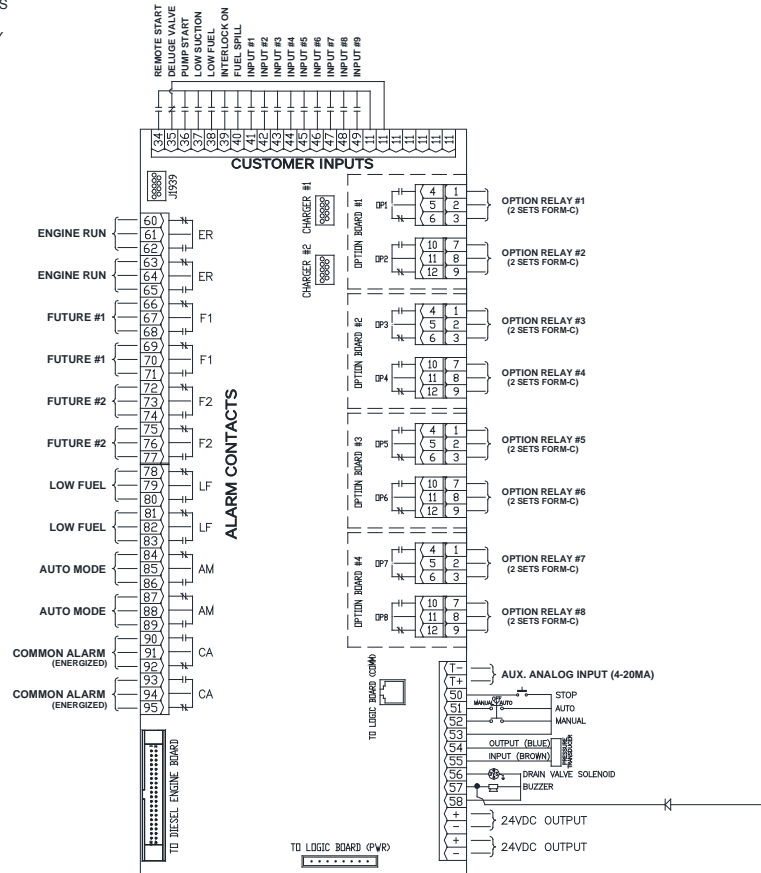 S
Y
REMOTE START
DELUGE VALVE
PUMP START
LOW SUCTION
LOW FUEL
INTERLOCK ON
FUEL SPILL
INPUT #1
INPUT #2
INPUT #3
INPUT #4
INPUT #5
INPUT #6
INPUT #7
INPUT #8
INPUT #9
34 35 36 37 38 39 40 41 42 43 44 45 46 47 48 49 11 11 11 11 11 11 11
CUSTOMER INPUTS
J1939
CHARGER #1
CHARGER #2
ENGINE RUN
60
61 ER
62
ENGINE RUN
63
64 ER
65
FUTURE #1
66
67 F1
68
FUTURE #1
69
70 F1
71
FUTURE #2
72
73 F2
74
FUTURE #2
75
76 F2
77
LOW FUEL
78
79 LF
80
LOW FUEL
81
82 LF
83
AUTO MODE
84
85 AM
86
AUTO MODE
87
88 AM
89
COMMON ALARM
(ENERGIZED)
90
91 CA
92
COMMON ALARM
(ENERGIZED)
93
94 CA
95
ALARM CONTACTS
OPTION BOARD #1
OP1
4 1
5 2
6 3
OPTION RELAY #1
(2 SETS FORM-C)
OP2
10 7
11 8
12 9
OPTION RELAY #2
(2 SETS FORM-C)
OPTION BOARD #2
OP3
4 1
5 2
6 3
OPTION RELAY #3
(2 SETS FORM-C)
OP4
10 7
11 8
12 9
OPTION RELAY #4
(2 SETS FORM-C)
OPTION BOARD #3
OP5
4 1
5 2
6 3
OPTION RELAY #5
(2 SETS FORM-C)
OP6
10 7
11 8
12 9
OPTION RELAY #6
(2 SETS FORM-C)
OPTION BOARD #4
OP7
4 1
5 2
6 3
OPTION RELAY #7
(2 SETS FORM-C)
OP8
10 7
11 8
12 9
OPTION RELAY #8
(2 SETS FORM-C)
TO LOGIC BOARD (COMM)
T-
T+
AUX. ANALOG INPUT (4-20MA)
50 STOP
51 MANUAL OFF AUTO AUTO
52 MANUAL
53
54 OUTPUT (BLUE)
55 INPUT (BROWN)
PRESSURE
TRANSDUCER
56 DRAIN VALVE SOLENOID
57 BUZZER
58
+
-
24VDC OUTPUT
+
-
24VDC OUTPUT
TO DIESEL ENGINE BOARD
TO LOGIC BOARD (PWR)